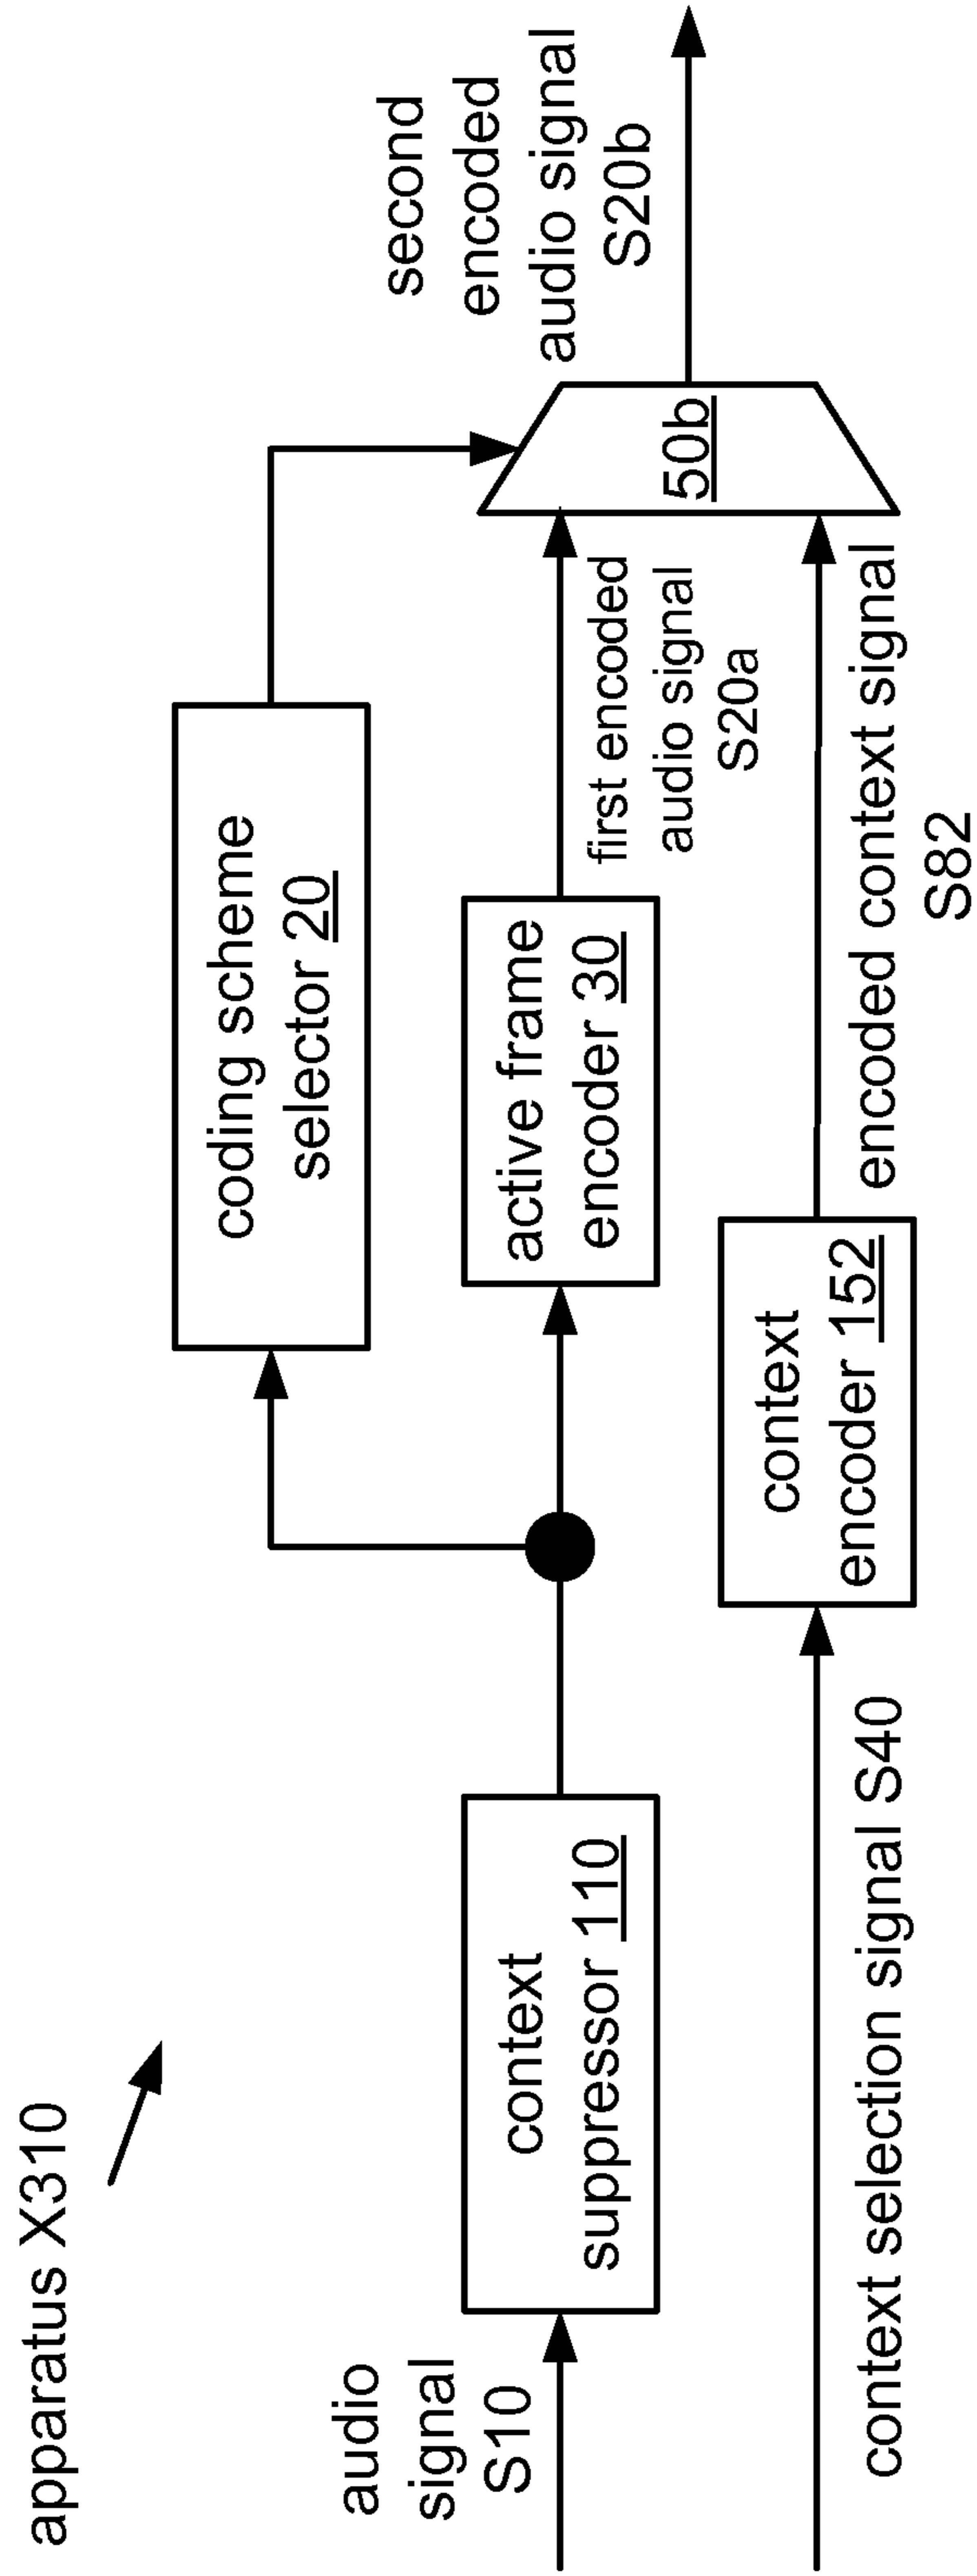 apparatus X310
audio
signal
S10
context
suppressor 110
coding scheme
selector 20
active frame
encoder 30
first encoded
audio signal
S20a
second
encoded
audio signal
S20b
50b
context selection signal S40
context
encoder 152
encoded context signal
S82